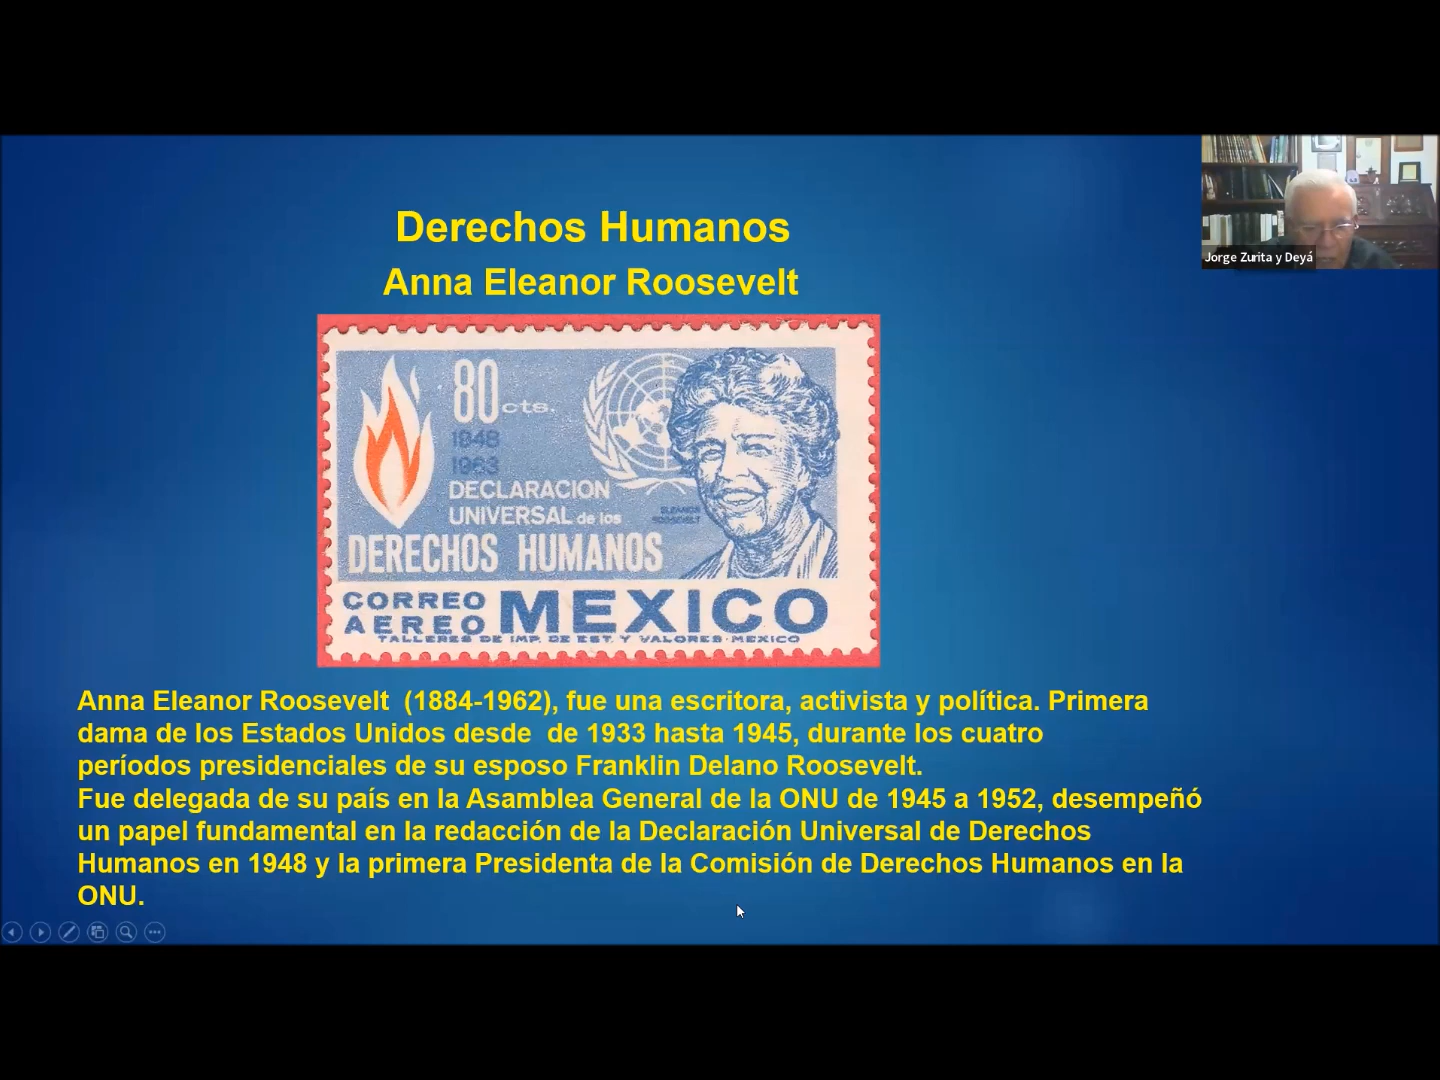 Derechos Humanos
Anna Eleanor Roosevelt
80 cts.
1948
1963
DECLARACION
UNIVERSAL de los
DERECHOS HUMANOS
ELEANOR
ROOSEVELT
CORREO
AEREO
MEXICO
TALLERES DE IMP. DE EST. Y VALORES-MEXICO
Anna Eleanor Roosevelt  (1884-1962), fue una escritora, activista y política. Primera
dama de los Estados Unidos desde  de 1933 hasta 1945, durante los cuatro
períodos presidenciales de su esposo Franklin Delano Roosevelt.
Fue delegada de su país en la Asamblea General de la ONU de 1945 a 1952, desempeñó
un papel fundamental en la redacción de la Declaración Universal de Derechos
Humanos en 1948 y la primera Presidenta de la Comisión de Derechos Humanos en la
ONU.
Jorge Zurita y Deyá